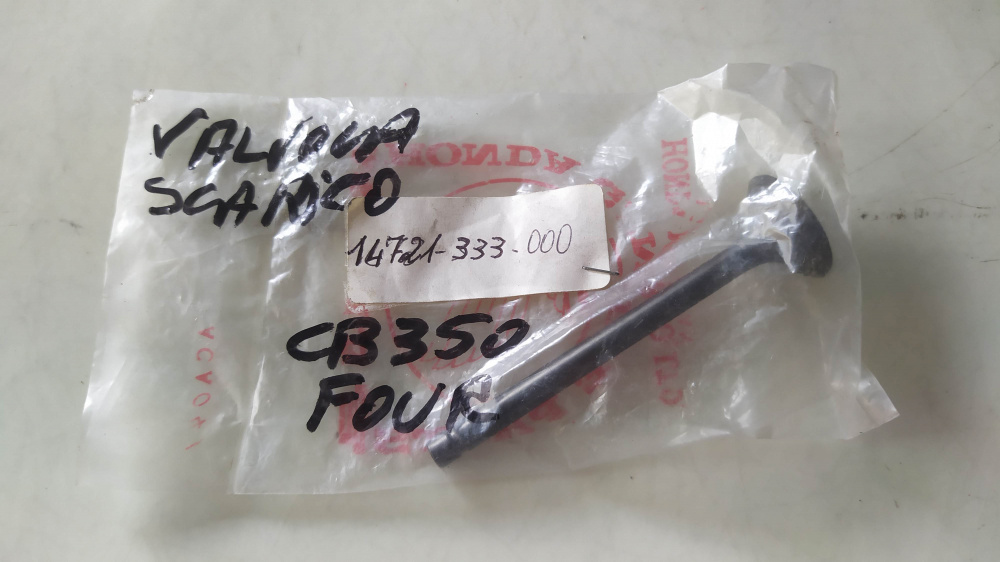 VALVOLA
SCARICO
HONDA
14721-333-000
CB350
FOUR